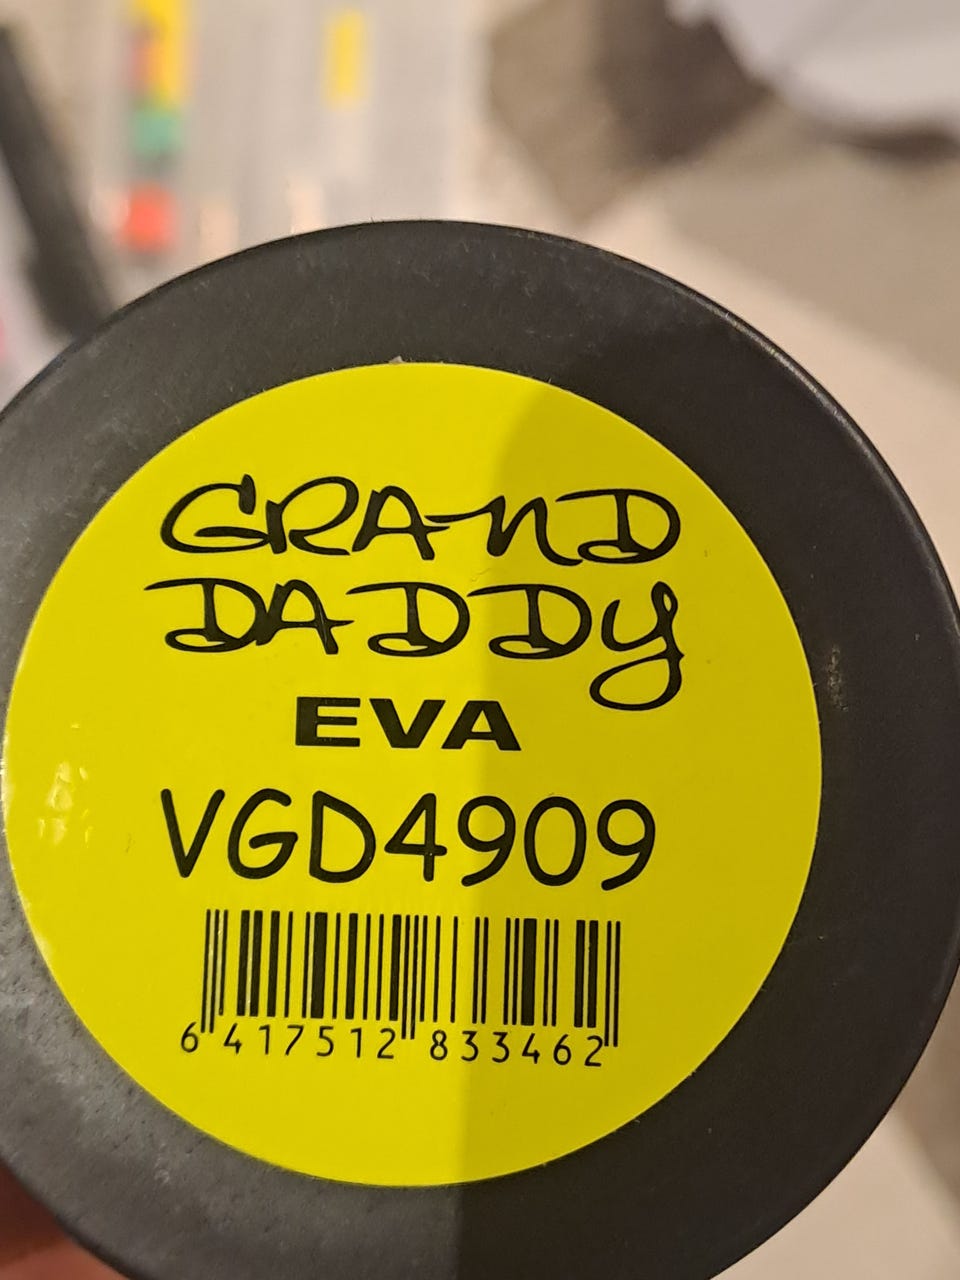 GRAND
DADDY
EVA
VGD4909
6 417512 833462